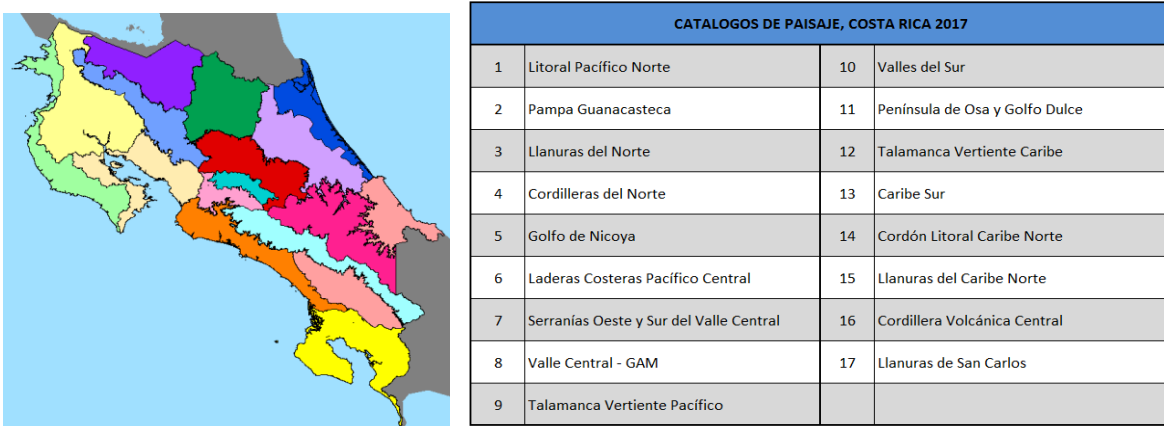 CATALOGOS DE PAISAJE, COSTA RICA 2017
1 Litoral Pacífico Norte 10 Valles del Sur
2 Pampa Guanacasteca 11 Península de Osa y Golfo Dulce
3 Llanuras del Norte 12 Talamanca Vertiente Caribe
4 Cordilleras del Norte 13 Caribe Sur
5 Golfo de Nicoya 14 Cordón Litoral Caribe Norte
6 Laderas Costeras Pacífico Central 15 Llanuras del Caribe Norte
7 Serranías Oeste y Sur del Valle Central 16 Cordillera Volcánica Central
8 Valle Central - GAM 17 Llanuras de San Carlos
9 Talamanca Vertiente Pacífico